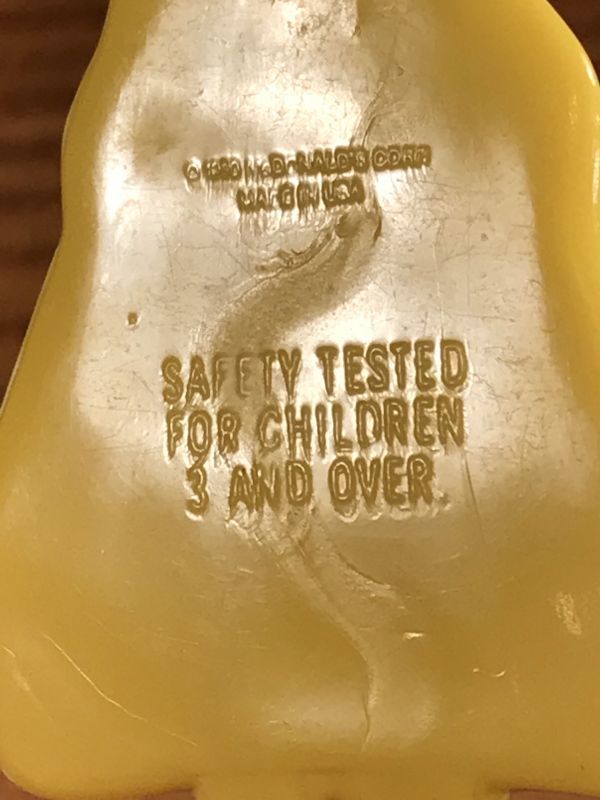 © McDONALD'S CORP.
MADE IN USA
SAFETY TESTED
FOR CHILDREN
3 AND OVER